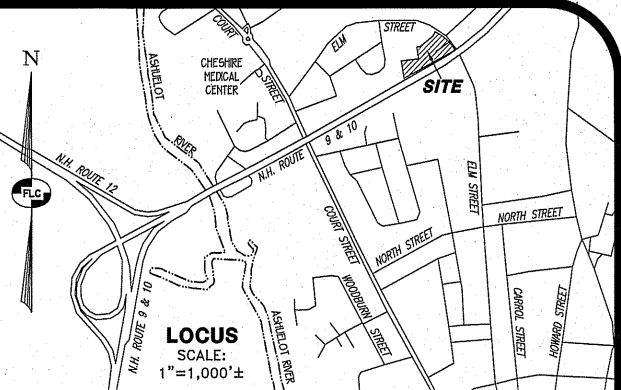 COURT
STREET
ELM
STREET
N
ASHUELOT
RIVER
CHESHIRE
MEDICAL
CENTER
SITE
N.H. ROUTE
9 & 10
N.H. ROUTE 12
FLC
ELM STREET
COURT STREET
NORTH STREET
NORTH STREET
WOODBURN
STREET
CARROL STREET
HOWARD STREET
N.H. ROUTE 9 & 10
ASHUELOT RIVER
LOCUS
SCALE:
1"=1,000'±